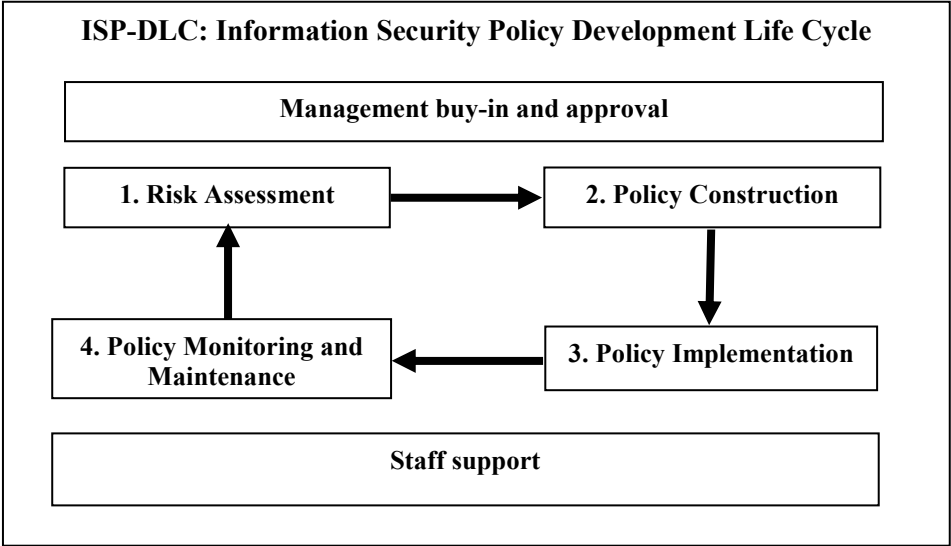 ISP-DLC: Information Security Policy Development Life Cycle
Management buy-in and approval
1. Risk Assessment
2. Policy Construction
4. Policy Monitoring and
Maintenance
3. Policy Implementation
Staff support